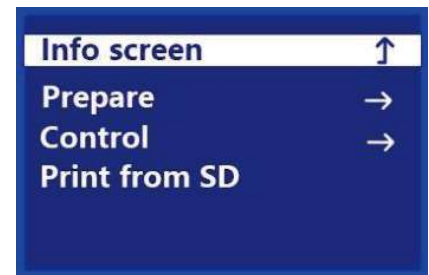 Info screen ↑
Prepare →
Control →
Print from SD